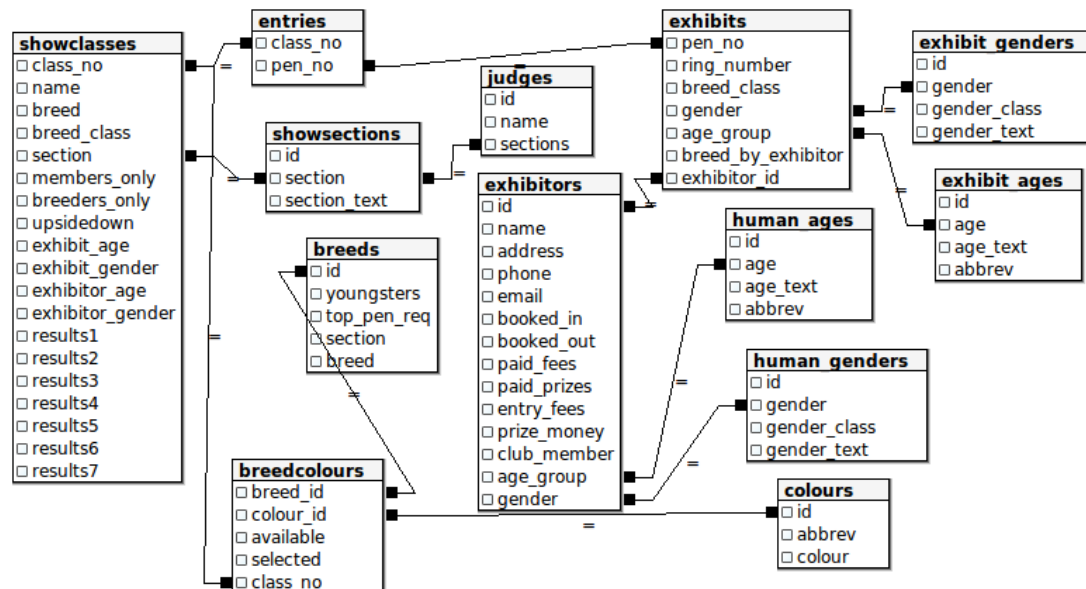 showclasses
class_no
name
breed
breed_class
section
members_only
breeders_only
upsidedown
exhibit_age
exhibit_gender
exhibitor_age
exhibitor_gender
results1
results2
results3
results4
results5
results6
results7
entries
class_no
pen_no
showsections
id
section
section_text
judges
id
name
sections
breeds
id
youngsters
top_pen_req
section
breed
breedcolours
breed_id
colour_id
available
selected
class_no
exhibitors
id
name
address
phone
email
booked_in
booked_out
paid_fees
paid_prizes
entry_fees
prize_money
club_member
age_group
gender
exhibits
pen_no
ring_number
breed_class
gender
age_group
breed_by_exhibitor
exhibitor_id
human_ages
id
age
age_text
abbrev
human_genders
id
gender
gender_class
gender_text
colours
id
abbrev
colour
exhibit_genders
id
gender
gender_class
gender_text
exhibit_ages
id
age
age_text
abbrev
=
=
=
=
=
=
=
=
=
=
=
=